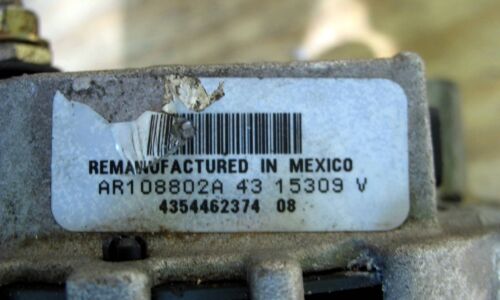 REMANUFACTURED IN MEXICO
AR108802A 43 15309 V
4354462374 08